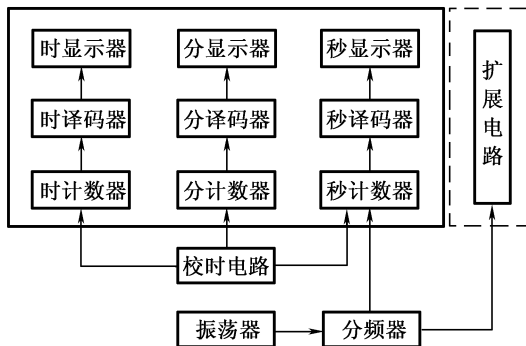 时显示器
分显示器
秒显示器
时译码器
分译码器
秒译码器
时计数器
分计数器
秒计数器
扩展电路
校时电路
振荡器
分频器